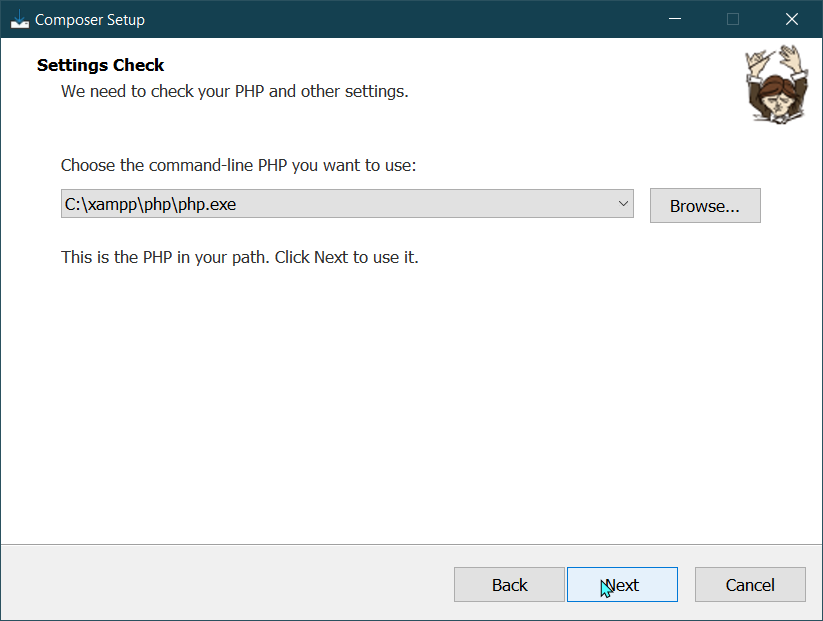 Composer Setup
Settings Check
We need to check your PHP and other settings.
Choose the command-line PHP you want to use:
C:\xampp\php\php.exe
Browse...
This is the PHP in your path. Click Next to use it.
Back
Next
Cancel